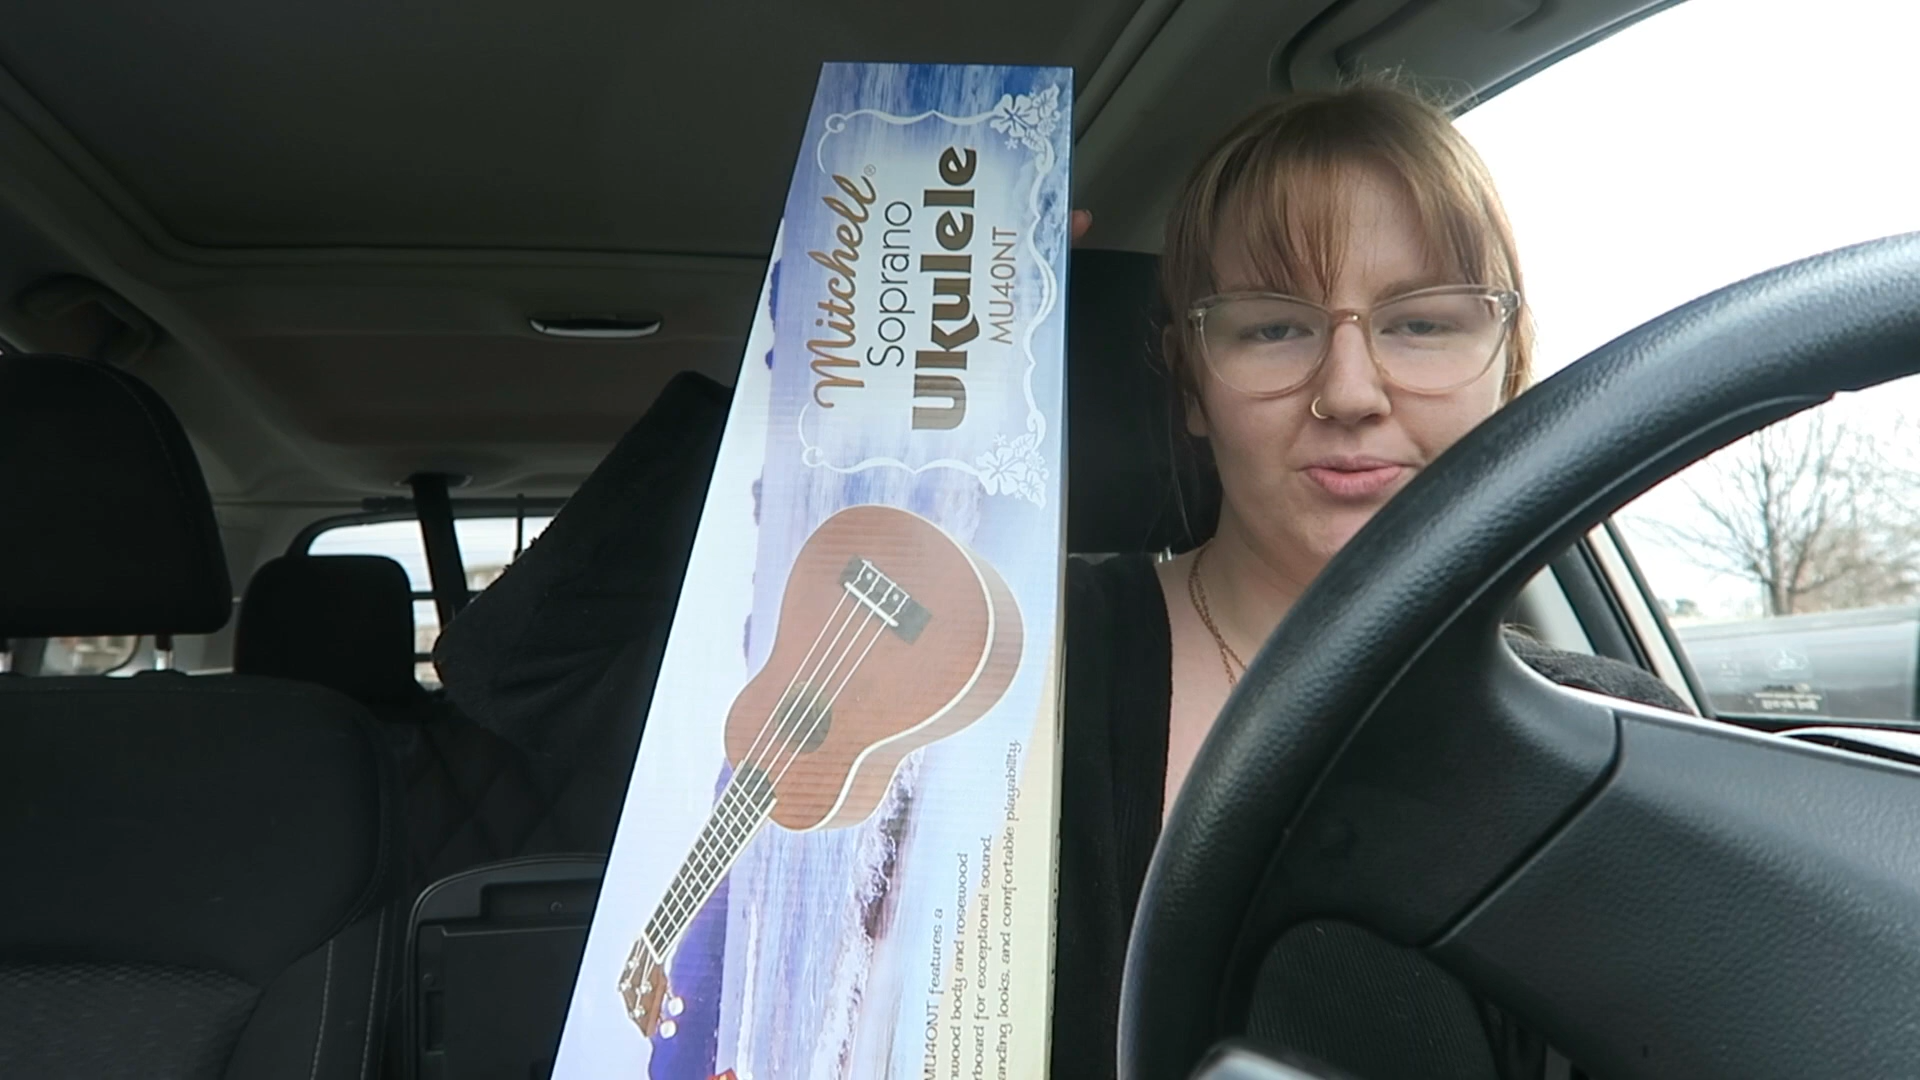 Mitchell®
Soprano
Ukulele
MU40NT
MU40NT features a
body and rosewood
for exceptional sound,
looks, and comfortable playability.